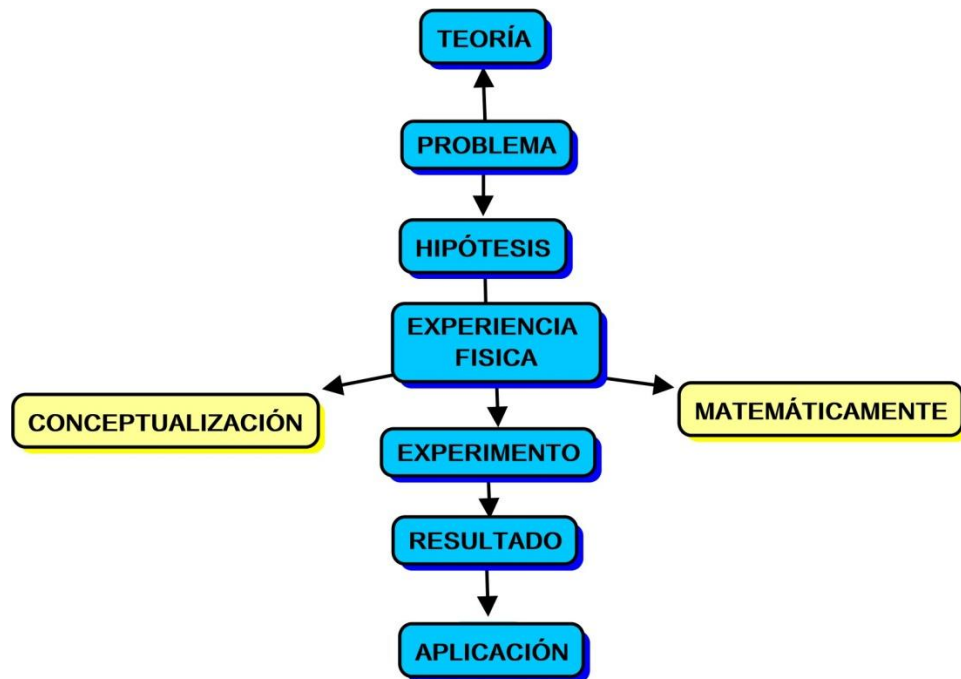 TEORÍA
PROBLEMA
HIPÓTESIS
EXPERIENCIA
FISICA
CONCEPTUALIZACIÓN
MATEMÁTICAMENTE
EXPERIMENTO
RESULTADO
APLICACIÓN